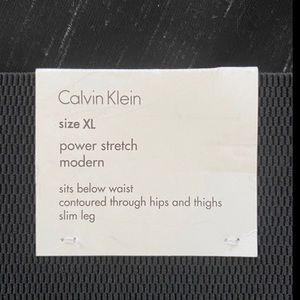 Calvin Klein
size XL
power stretch
modern
sits below waist
contoured through hips and thighs
slim leg